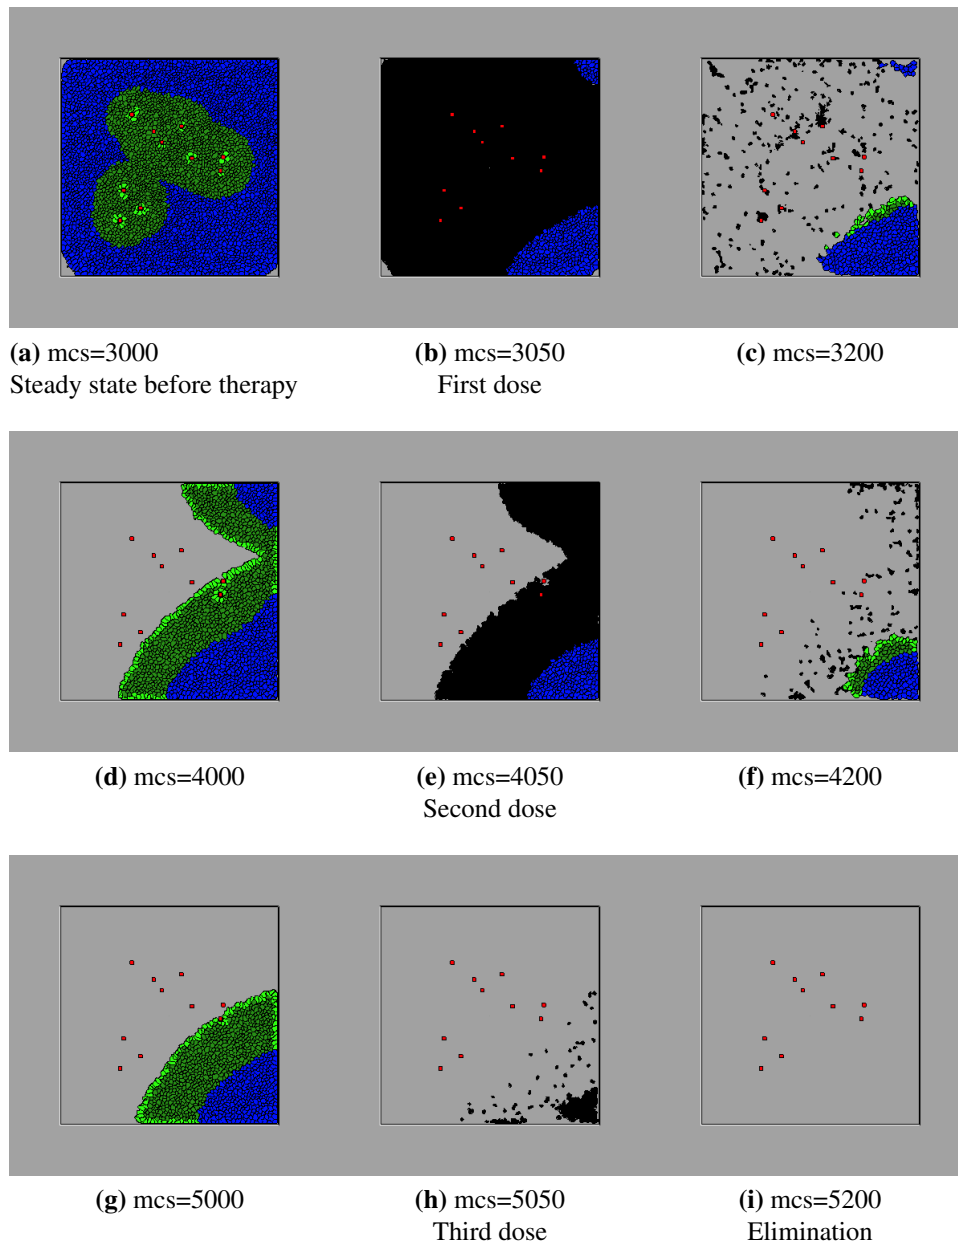 (a) mcs=3000
Steady state before therapy
(b) mcs=3050
First dose
(c) mcs=3200
(d) mcs=4000
(e) mcs=4050
Second dose
(f) mcs=4200
(g) mcs=5000
(h) mcs=5050
Third dose
(i) mcs=5200
Elimination